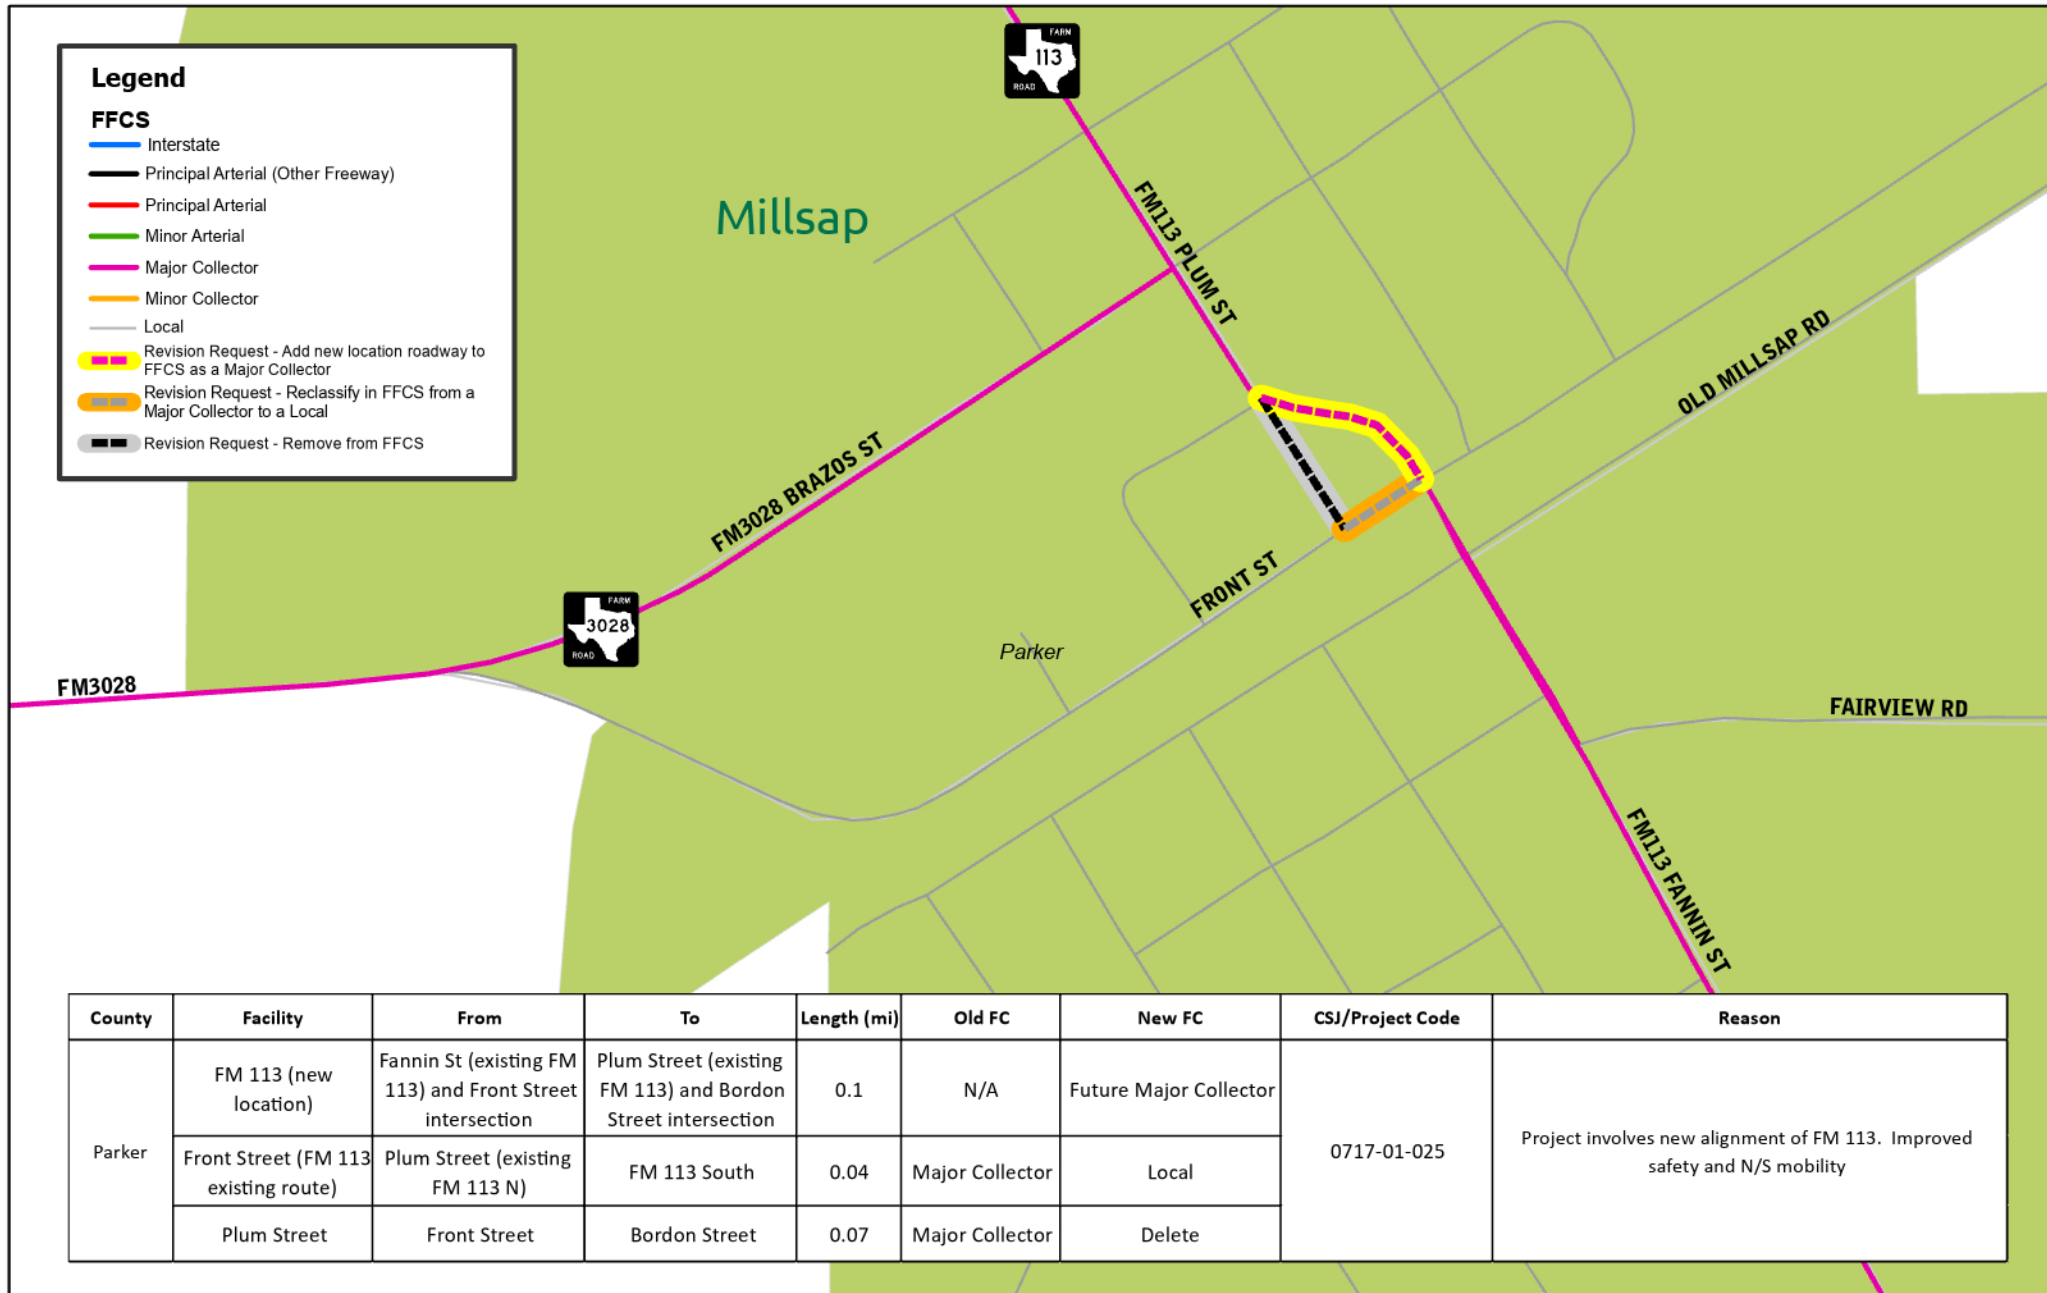 Legend
FFCS
Interstate
Principal Arterial (Other Freeway)
Principal Arterial
Minor Arterial
Major Collector
Minor Collector
Local
Revision Request - Add new location roadway to
FFCS as a Major Collector
Revision Request - Reclassify in FFCS from a
Major Collector to a Local
Revision Request - Remove from FFCS
FARM
113
ROAD
Millsap
FM113 PLUM ST
OLD MILLSAP RD
FM3028 BRAZOS ST
FRONT ST
FARM
3028
ROAD
Parker
FM3028
FAIRVIEW RD
FM113 FANNIN ST
County Facility From To Length (mi) Old FC New FC CSJ/Project Code Reason
Parker
FM 113 (new
location)
Fannin St (existing FM
113) and Front Street
intersection
Plum Street (existing
FM 113) and Bordon
Street intersection
0.1
N/A
Future Major Collector
Front Street (FM 113
existing route)
Plum Street (existing
FM 113 N)
FM 113 South
0.04
Major Collector
Local
Plum Street
Front Street
Bordon Street
0.07
Major Collector
Delete
0717-01-025
Project involves new alignment of FM 113.  Improved
safety and N/S mobility